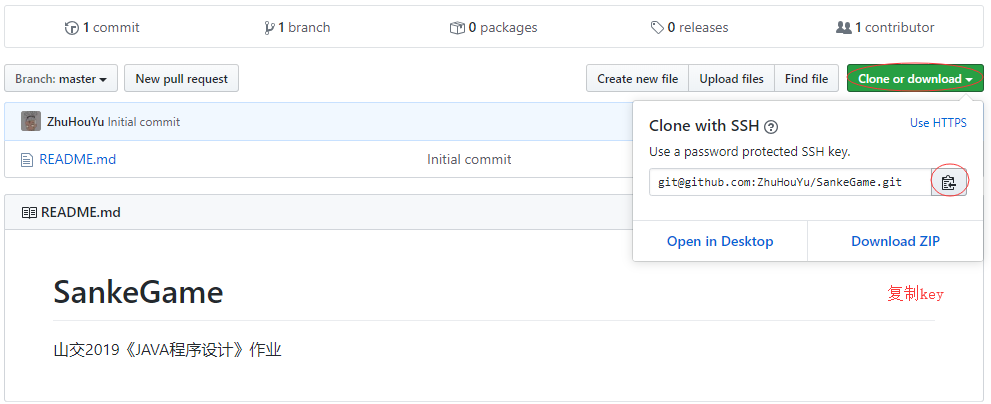 1 commit 1 branch 0 packages 0 releases 1 contributor
Branch: master New pull request Create new file Upload files Find file Clone or download
ZhuHouYu Initial commit
README.md Initial commit
Clone with SSH Use HTTPS
Use a password protected SSH key.
git@github.com:ZhuHouYu/SankeGame.git
Open in Desktop Download ZIP
README.md
SankeGame
复制key
山交2019《JAVA程序设计》作业